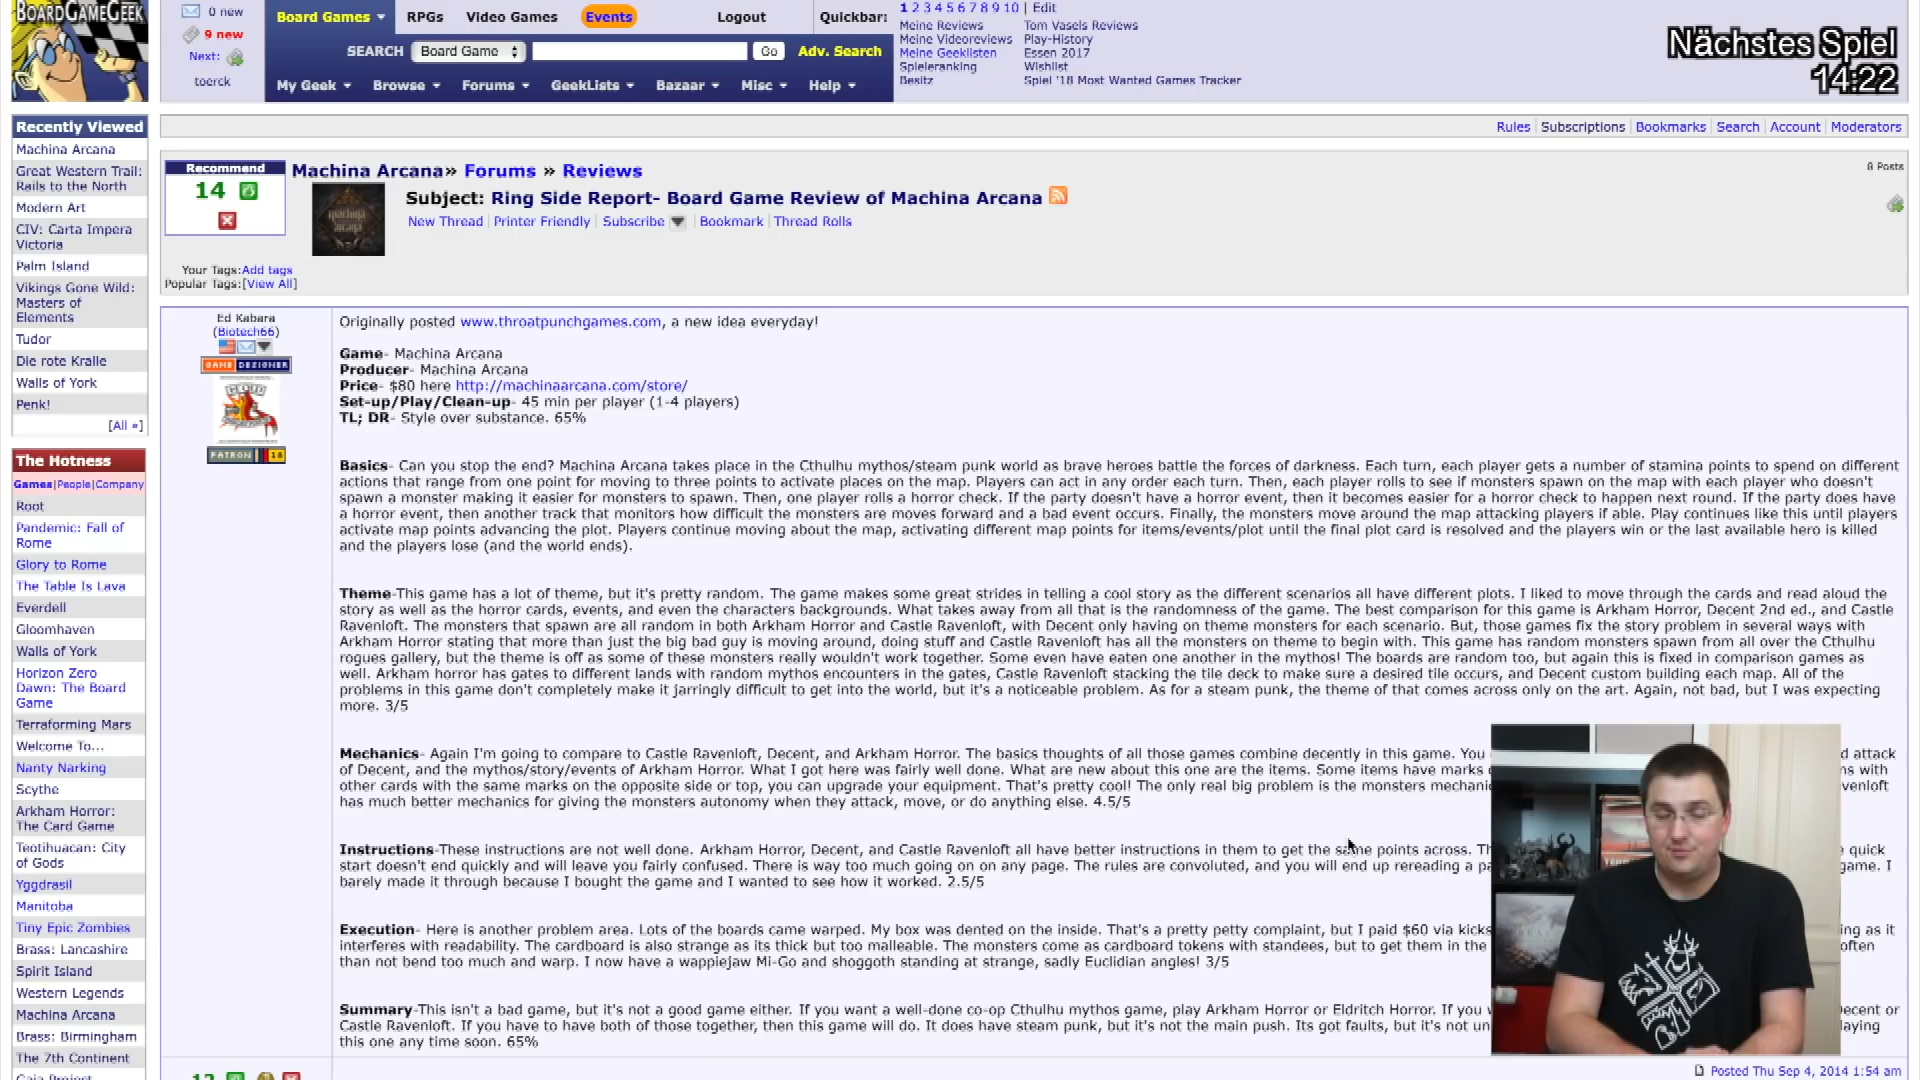 BOARDGAMEGEEK
0 new
9 new
Next:
toerck
Board Games
RPGs
Video Games
Events
Logout
Quickbar:
SEARCH
Board Game
Go
Adv. Search
My Geek
Browse
Forums
GeekLists
Bazaar
Misc
Help
1 2 3 4 5 6 7 8 9 10 | Edit
Meine Reviews
Tom Vasels Reviews
Meine Videoreviews
Play-History
Meine Geeklisten
Essen 2017
Spieleranking
Wishlist
Besitz
Spiel '18 Most Wanted Games Tracker
Nächstes Spiel
14:22
Rules | Subscriptions | Bookmarks | Search | Account | Moderators
Recently Viewed
Machina Arcana
Great Western Trail:
Rails to the North
Modern Art
CIV: Carta Impera
Victoria
Palm Island
Vikings Gone Wild:
Masters of
Elements
Tudor
Die rote Kralle
Walls of York
Penk!
[All »]
The Hotness
Games|People|Company
Root
Pandemic: Fall of
Rome
Glory to Rome
The Table Is Lava
Everdell
Gloomhaven
Walls of York
Horizon Zero
Dawn: The Board
Game
Terraforming Mars
Welcome To...
Nanty Narking
Scythe
Arkham Horror:
The Card Game
Teotihuacan: City
of Gods
Yggdrasil
Manitoba
Tiny Epic Zombies
Brass: Lancashire
Spirit Island
Western Legends
Machina Arcana
Brass: Birmingham
The 7th Continent
Gaia Project
Recommend
14
Machina Arcana» Forums » Reviews
8 Posts
machina
arcana
Subject: Ring Side Report- Board Game Review of Machina Arcana
New Thread | Printer Friendly | Subscribe | Bookmark | Thread Rolls
Your Tags:Add tags
Popular Tags:[View All]
Ed Kabara
(Biotech66)
GAME DESIGNER
PATRON 18
Originally posted www.throatpunchgames.com, a new idea everyday!
Game- Machina Arcana
Producer- Machina Arcana
Price- $80 here http://machinaarcana.com/store/
Set-up/Play/Clean-up- 45 min per player (1-4 players)
TL; DR- Style over substance. 65%
Basics- Can you stop the end? Machina Arcana takes place in the Cthulhu mythos/steam punk world as brave heroes battle the forces of darkness. Each turn, each player gets a number of stamina points to spend on different
actions that range from one point for moving to three points to activate places on the map. Players can act in any order each turn. Then, each player rolls to see if monsters spawn on the map with each player who doesn't
spawn a monster making it easier for monsters to spawn. Then, one player rolls a horror check. If the party doesn't have a horror event, then it becomes easier for a horror check to happen next round. If the party does have
a horror event, then another track that monitors how difficult the monsters are moves forward and a bad event occurs. Finally, the monsters move around the map attacking players if able. Play continues like this until players
activate map points advancing the plot. Players continue moving about the map, activating different map points for items/events/plot until the final plot card is resolved and the players win or the last available hero is killed
and the players lose (and the world ends).
Theme-This game has a lot of theme, but it's pretty random. The game makes some great strides in telling a cool story as the different scenarios all have different plots. I liked to move through the cards and read aloud the
story as well as the horror cards, events, and even the characters backgrounds. What takes away from all that is the randomness of the game. The best comparison for this game is Arkham Horror, Decent 2nd ed., and Castle
Ravenloft. The monsters that spawn are all random in both Arkham Horror and Castle Ravenloft, with Decent only having on theme monsters for each scenario. But, those games fix the story problem in several ways with
Arkham Horror stating that more than just the big bad guy is moving around, doing stuff and Castle Ravenloft has all the monsters on theme to begin with. This game has random monsters spawn from all over the Cthulhu
rogues gallery, but the theme is off as some of these monsters really wouldn't work together. Some even have eaten one another in the mythos! The boards are random too, but again this is fixed in comparison games as
well. Arkham horror has gates to different lands with random mythos encounters in the gates, Castle Ravenloft stacking the tile deck to make sure a desired tile occurs, and Decent custom building each map. All of the
problems in this game don't completely make it jarringly difficult to get into the world, but it's a noticeable problem. As for a steam punk, the theme of that comes across only on the art. Again, not bad, but I was expecting
more. 3/5
Mechanics- Again I'm going to compare to Castle Ravenloft, Decent, and Arkham Horror. The basics thoughts of all those games combine decently in this game. You d attack
of Decent, and the mythos/story/events of Arkham Horror. What I got here was fairly well done. What are new about this one are the items. Some items have marks with
other cards with the same marks on the opposite side or top, you can upgrade your equipment. That's pretty cool! The only real big problem is the monsters mechani venloft
has much better mechanics for giving the monsters autonomy when they attack, move, or do anything else. 4.5/5
Instructions-These instructions are not well done. Arkham Horror, Decent, and Castle Ravenloft all have better instructions in them to get the same points across. Th quick
start doesn't end quickly and will leave you fairly confused. There is way too much going on on any page. The rules are convoluted, and you will end up rereading a pa game. I
barely made it through because I bought the game and I wanted to see how it worked. 2.5/5
Execution- Here is another problem area. Lots of the boards came warped. My box was dented on the inside. That's a pretty petty complaint, but I paid $60 via kicks ing as it
interferes with readability. The cardboard is also strange as its thick but too malleable. The monsters come as cardboard tokens with standees, but to get them in the often
than not bend too much and warp. I now have a wappiejaw Mi-Go and shoggoth standing at strange, sadly Euclidian angles! 3/5
Summary-This isn't a bad game, but it's not a good game either. If you want a well-done co-op Cthulhu mythos game, play Arkham Horror or Eldritch Horror. If you w ecent or
Castle Ravenloft. If you have to have both of those together, then this game will do. It does have steam punk, but it's not the main push. Its got faults, but it's not un aying
this one any time soon. 65%
Posted Thu Sep 4, 2014 1:54 am